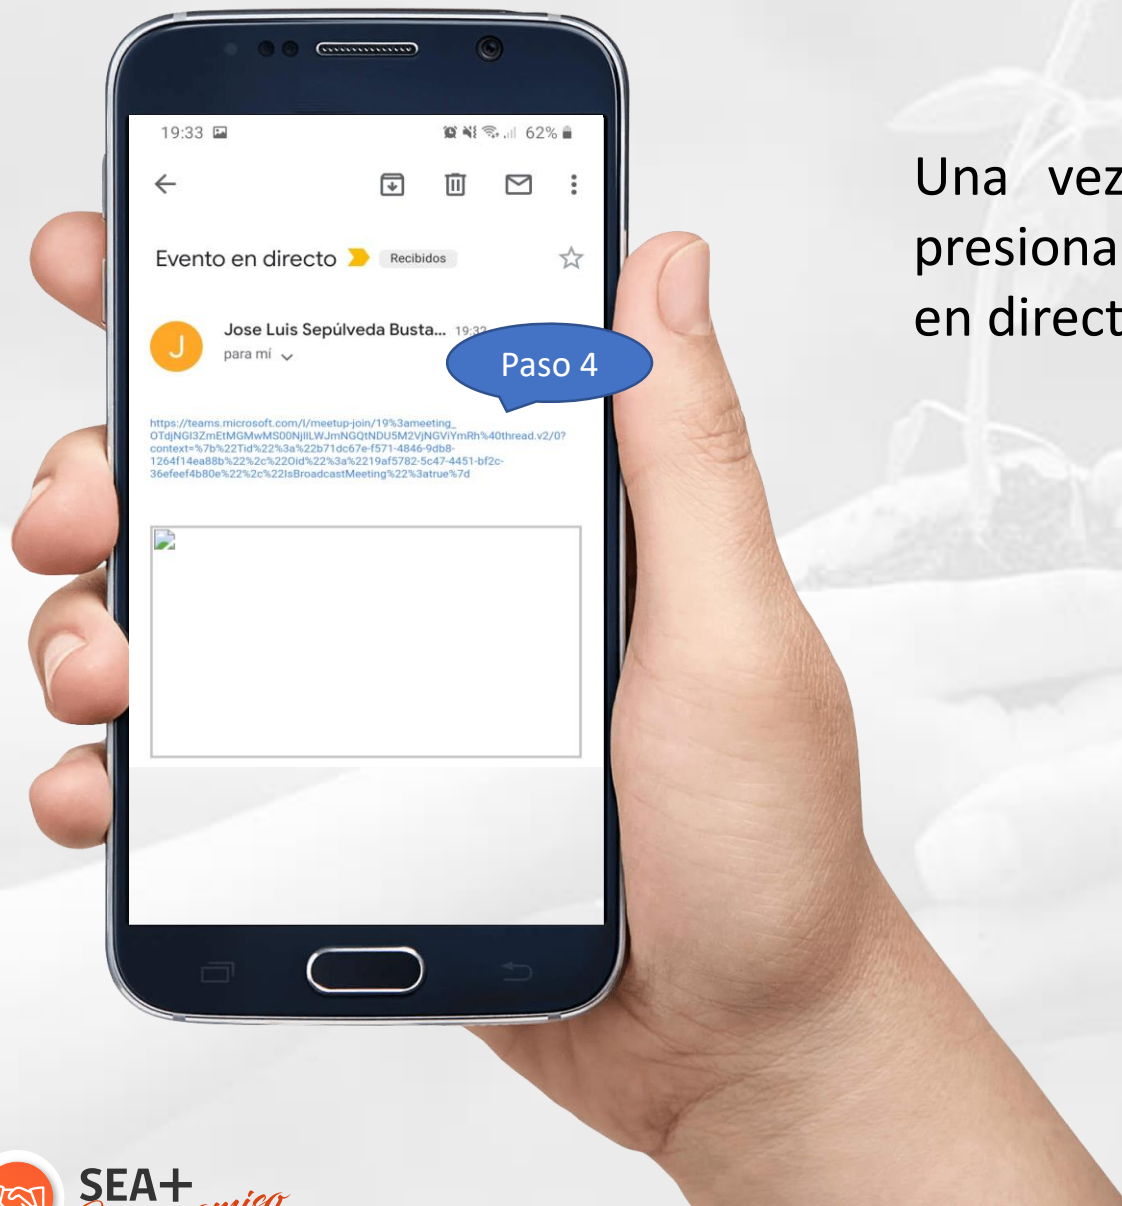 19:33
62%
Evento en directo
Recibidos
Jose Luis Sepúlveda Busta... 19:32
J
para mí
Paso 4
https://teams.microsoft.com/l/meetup-join/19%3ameeting_
OTdjNGI3ZmEtMGMwMS00NjllLWJmNGQtNDU5M2VjNGViYmRh%40thread.v2/0?
context=%7b%22Tid%22%3a%22b71dc67e-f571-4846-9db8-
1264f14ea88b%22%2c%22Oid%22%3a%2219af5782-5c47-4451-bf2c-
36efeef4b80e%22%2c%22IsBroadcastMeeting%22%3atrue%7d
Una vez
presiona
en direct
SEA+